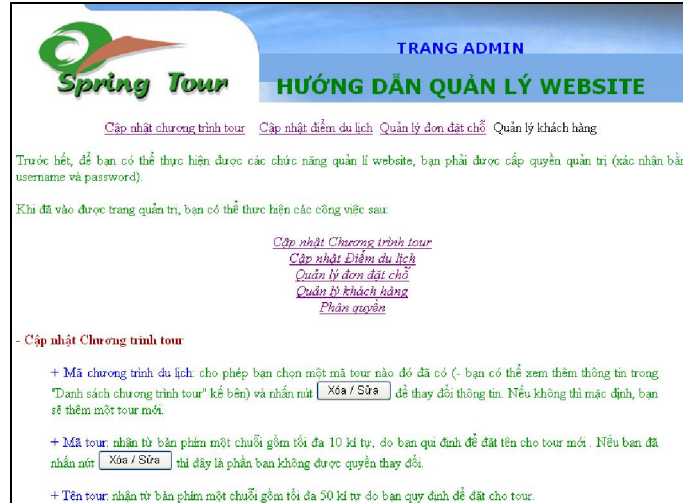 Spring Tour
TRANG ADMIN
HƯỚNG DẪN QUẢN LÝ WEBSITE
Cập nhật chương trình tour Cập nhật điểm du lịch Quản lý đơn đặt chỗ Quản lý khách hàng
Trước hết, để bạn có thể thực hiện được các chức năng quản lí website, bạn phải được cấp quyền quản trị (xác nhận bằn
username và password).
Khi đã vào được trang quản trị, bạn có thể thực hiện các công việc sau:
Cập nhật Chương trình tour
Cập nhật Điểm du lịch
Quản lý đơn đặt chỗ
Quản lý khách hàng
Phân quyền
- Cập nhật Chương trình tour
+ Mã chương trình du lịch: cho phép bạn chọn một mã tour nào đó đã có (- bạn có thể xem thêm thông tin trong
"Danh sách chương trình tour" kế bên) và nhấn nút Xóa / Sửa để thay đổi thông tin. Nếu không thì mặc định, bạn
sẽ thêm một tour mới.
+ Mã tour: nhận từ bàn phím một chuỗi gồm tối đa 10 kí tự, do bạn qui định để đặt tên cho tour mới . Nếu bạn đã
nhấn nút Xóa / Sửa thì đây là phần bạn không được quyền thay đổi.
+ Tên tour: nhận từ bàn phím một chuỗi gồm tối đa 50 kí tự do bạn quy định để đặt cho tour.